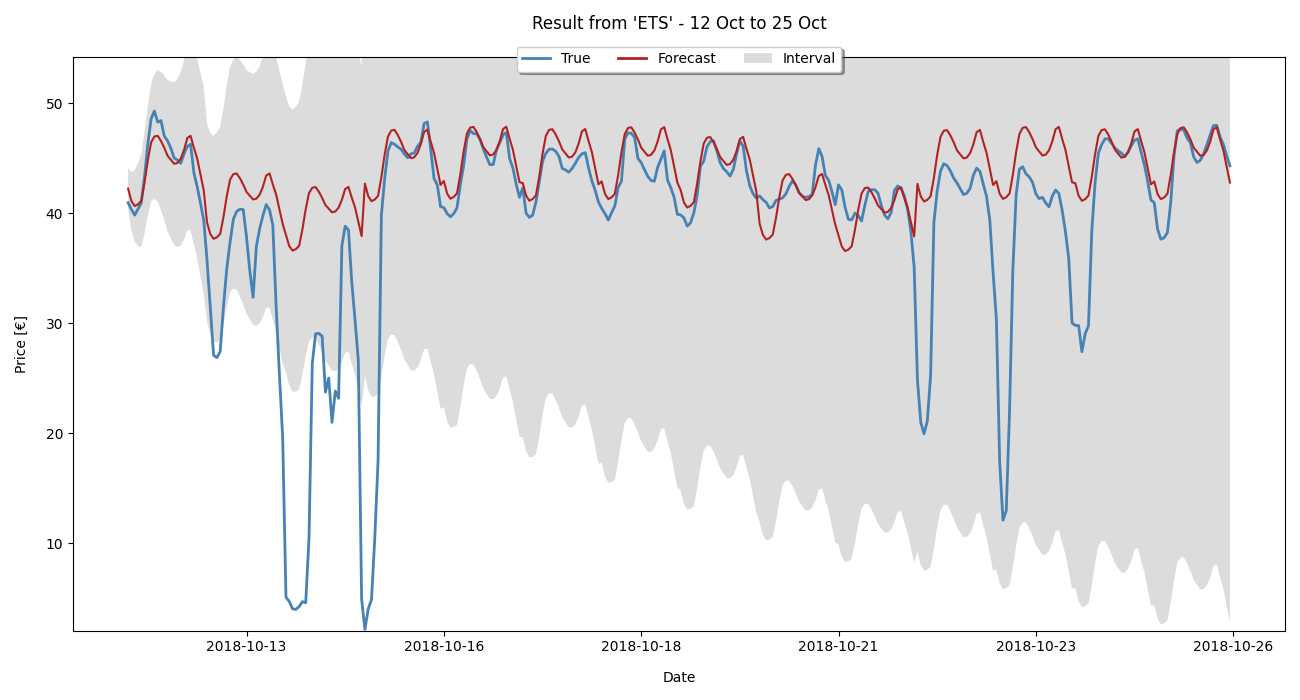 Result from 'ETS' - 12 Oct to 25 Oct
True Forecast Interval
50
40
30
20
10
Price [€]
2018-10-13 2018-10-16 2018-10-18 2018-10-21 2018-10-23 2018-10-26
Date